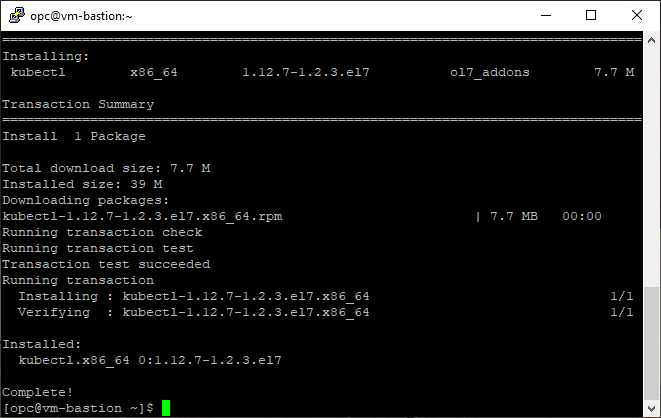 opc@vm-bastion:~
================================================================================
Installing:
 kubectl        x86_64        1.12.7-1.2.3.el7          ol7_addons        7.7 M

Transaction Summary
================================================================================
Install  1 Package

Total download size: 7.7 M
Installed size: 39 M
Downloading packages:
kubectl-1.12.7-1.2.3.el7.x86_64.rpm                        | 7.7 MB   00:00
Running transaction check
Running transaction test
Transaction test succeeded
Running transaction
  Installing : kubectl-1.12.7-1.2.3.el7.x86_64                              1/1
  Verifying  : kubectl-1.12.7-1.2.3.el7.x86_64                              1/1

Installed:
  kubectl.x86_64 0:1.12.7-1.2.3.el7

Complete!
[opc@vm-bastion ~]$